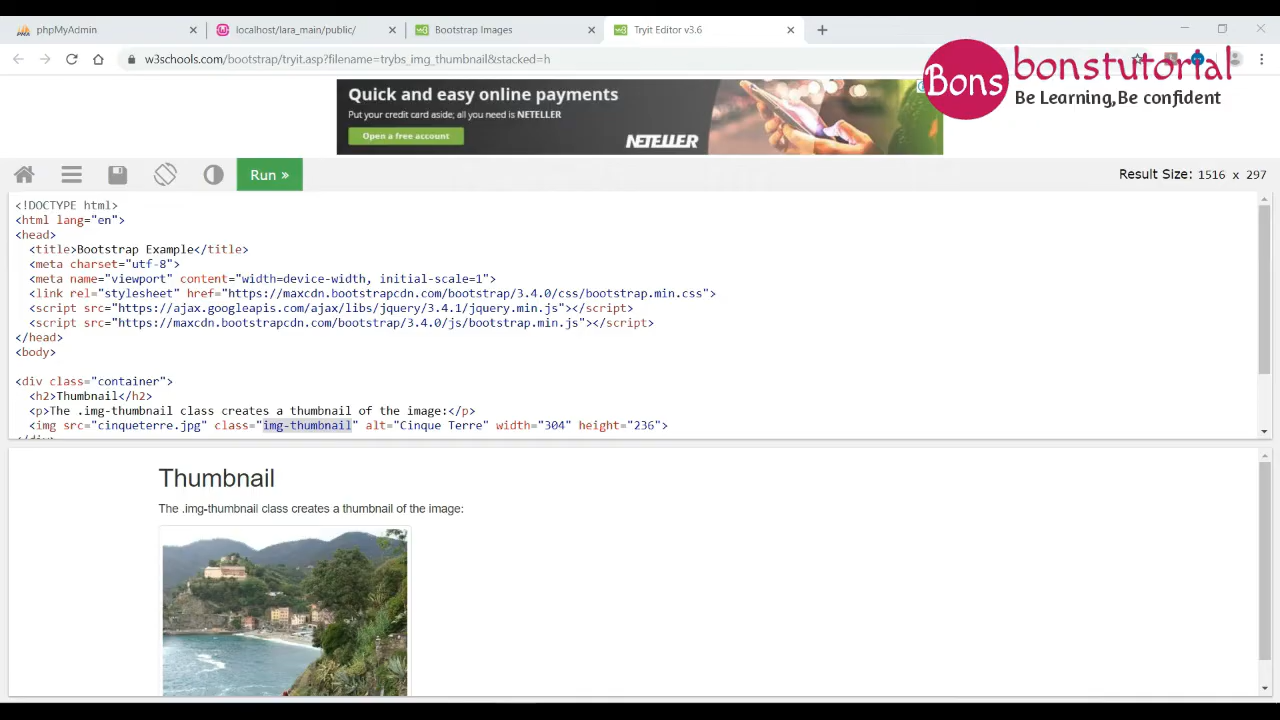 phpMyAdmin
localhost/lara_main/public/
Bootstrap Images
Tryit Editor v3.6
w3schools.com/bootstrap/tryit.asp?filename=trybs_img_thumbnail&stacked=h
Bons
bonstutorial
Be Learning,Be confident
Quick and easy online payments
Put your credit card aside; all you need is NETELLER
Open a free account
NETELLER
Run »
Result Size: 1516 x 297
<!DOCTYPE html>
<html lang="en">
<head>
<title>Bootstrap Example</title>
<meta charset="utf-8">
<meta name="viewport" content="width=device-width, initial-scale=1">
<link rel="stylesheet" href="https://maxcdn.bootstrapcdn.com/bootstrap/3.4.0/css/bootstrap.min.css">
<script src="https://ajax.googleapis.com/ajax/libs/jquery/3.4.1/jquery.min.js"></script>
<script src="https://maxcdn.bootstrapcdn.com/bootstrap/3.4.0/js/bootstrap.min.js"></script>
</head>
<body>
<div class="container">
<h2>Thumbnail</h2>
<p>The .img-thumbnail class creates a thumbnail of the image:</p>
<img src="cinqueterre.jpg" class="img-thumbnail" alt="Cinque Terre" width="304" height="236">
Thumbnail
The .img-thumbnail class creates a thumbnail of the image: